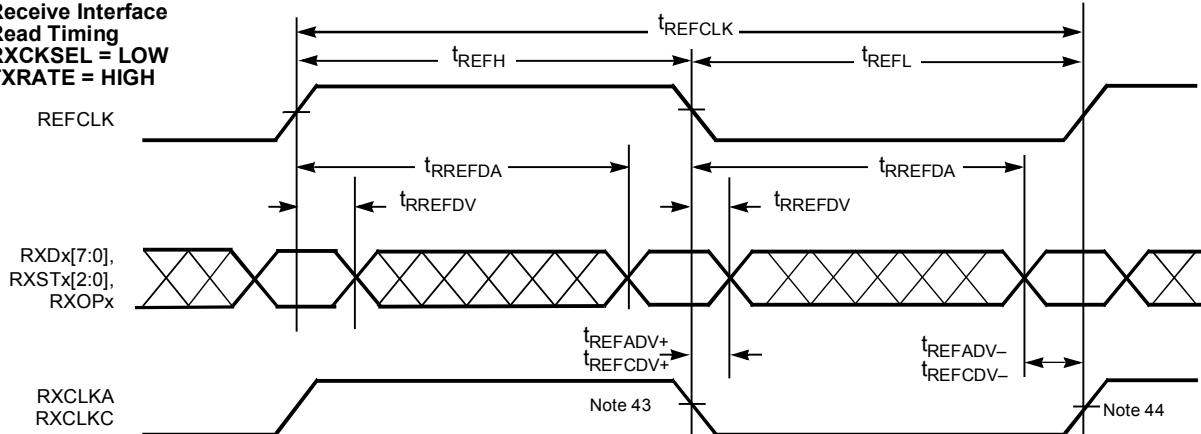 Receive Interface
Read Timing
RXCKSEL = LOW
TXRATE = HIGH
tREFCLK
tREFH
tREFL
REFCLK
tRREFDA
tRREFDA
tRREFDV
tRREFDV
RXDx[7:0],
RXSTx[2:0],
RXOPx
tREFADV+
tREFCDV+
tREFADV–
tREFCDV–
RXCLKA
RXCLKC
Note 43
Note 44